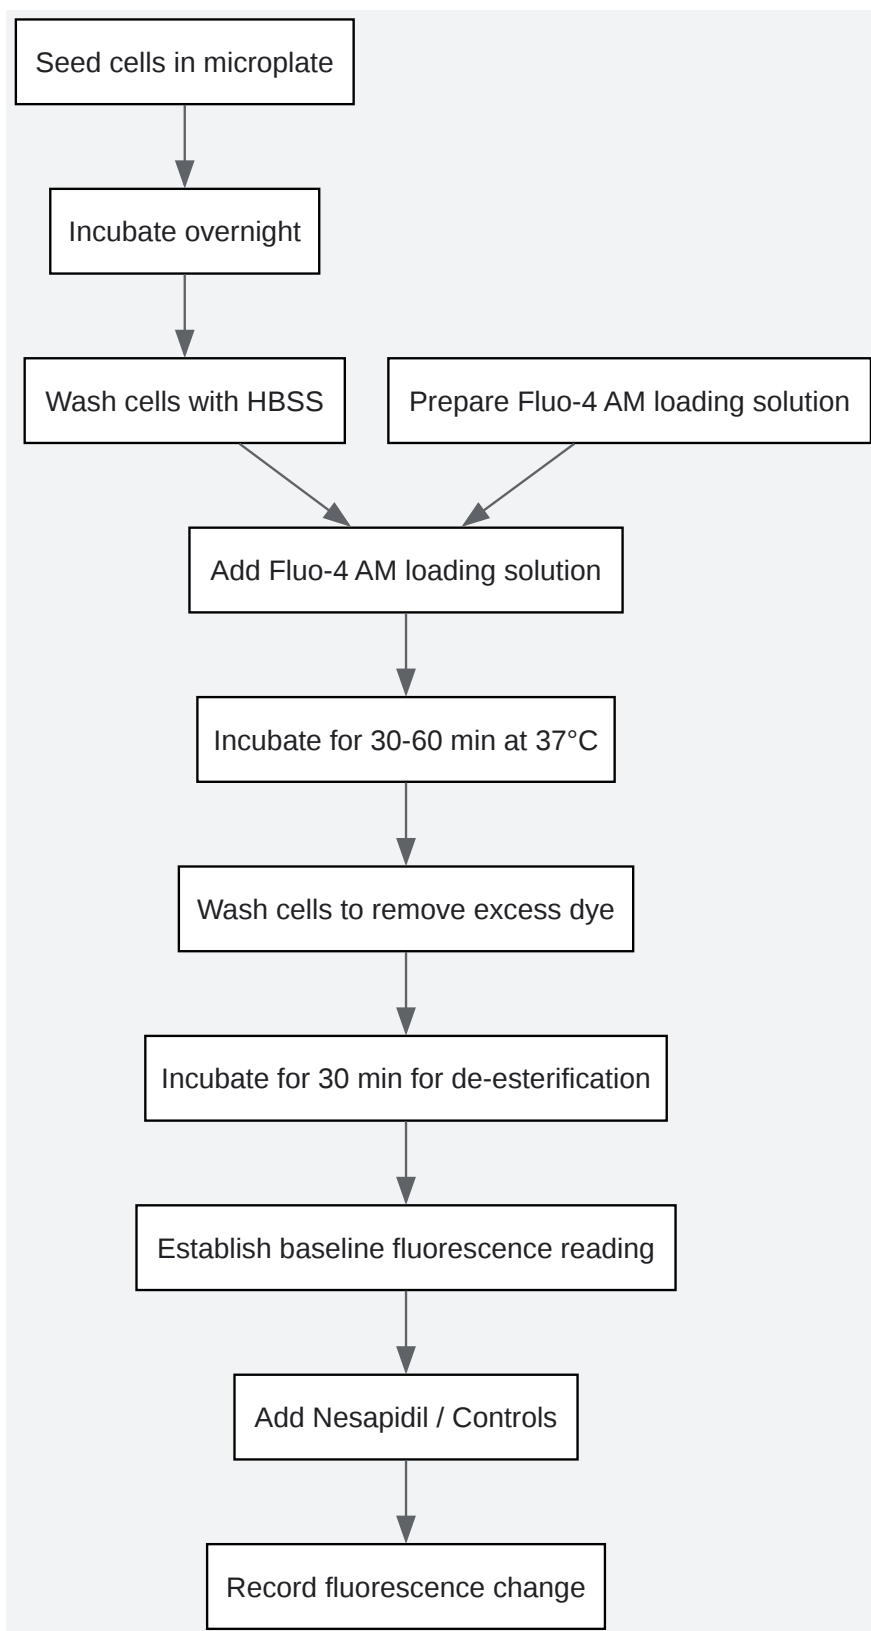 Seed cells in microplate
Incubate overnight
Wash cells with HBSS
Prepare Fluo-4 AM loading solution
Add Fluo-4 AM loading solution
Incubate for 30-60 min at 37°C
Wash cells to remove excess dye
Incubate for 30 min for de-esterification
Establish baseline fluorescence reading
Add Nesapidil / Controls
Record fluorescence change